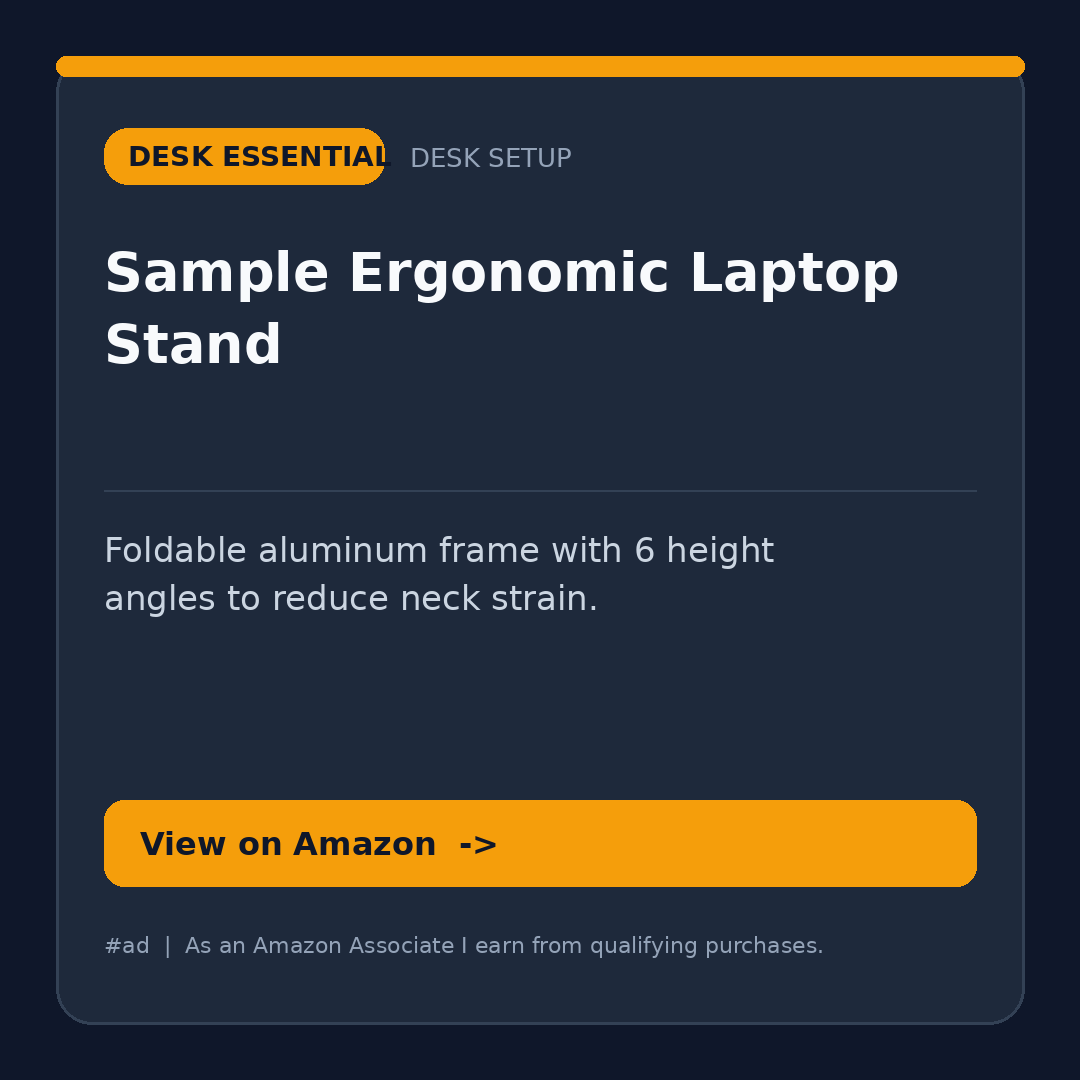 DESK ESSENTIAL DESK SETUP
Sample Ergonomic Laptop
Stand
Foldable aluminum frame with 6 height
angles to reduce neck strain.
View on Amazon  ->
#ad  |  As an Amazon Associate I earn from qualifying purchases.